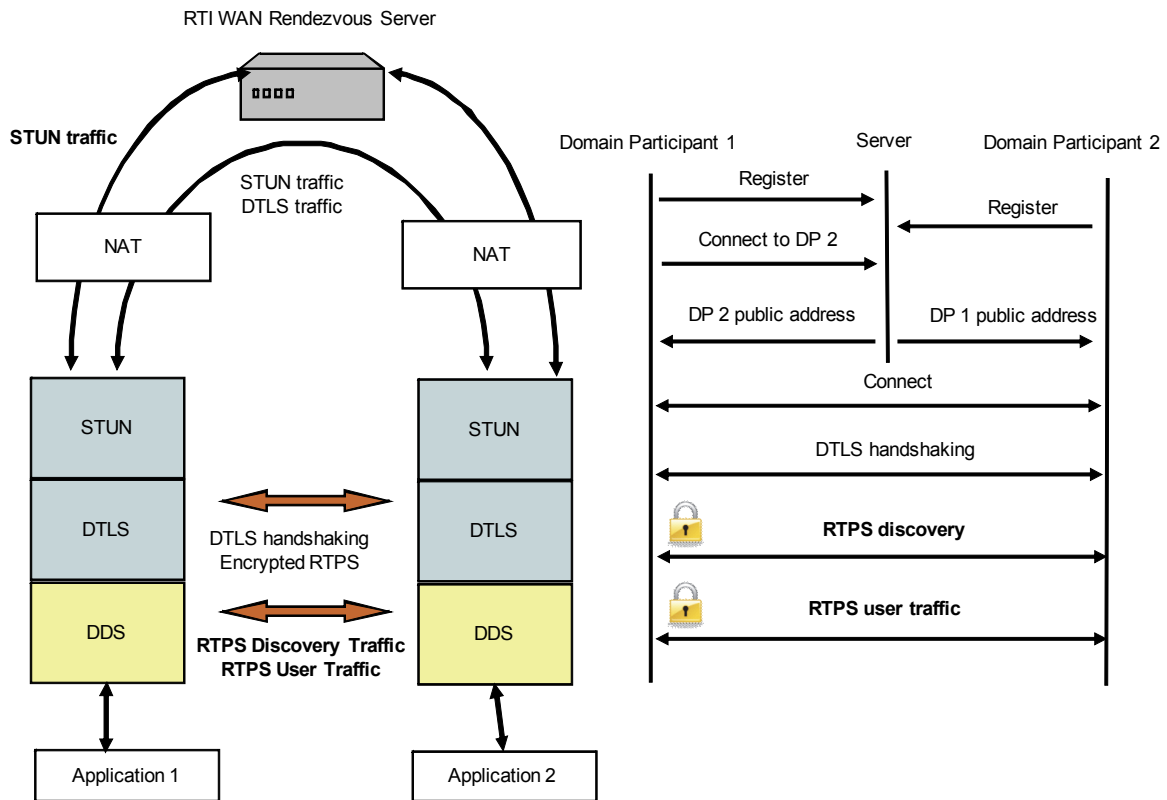 RTI WAN Rendezvous Server
STUN traffic
STUN traffic
DTLS traffic
NAT
NAT
STUN
STUN
DTLS
DTLS
DTLS handshaking
Encrypted RTPS
DDS
DDS
RTPS Discovery Traffic
RTPS User Traffic
Application 1
Application 2
Domain Participant 1
Server
Domain Participant 2
Register
Register
Connect to DP 2
DP 2 public address
DP 1 public address
Connect
DTLS handshaking
RTPS discovery
RTPS user traffic